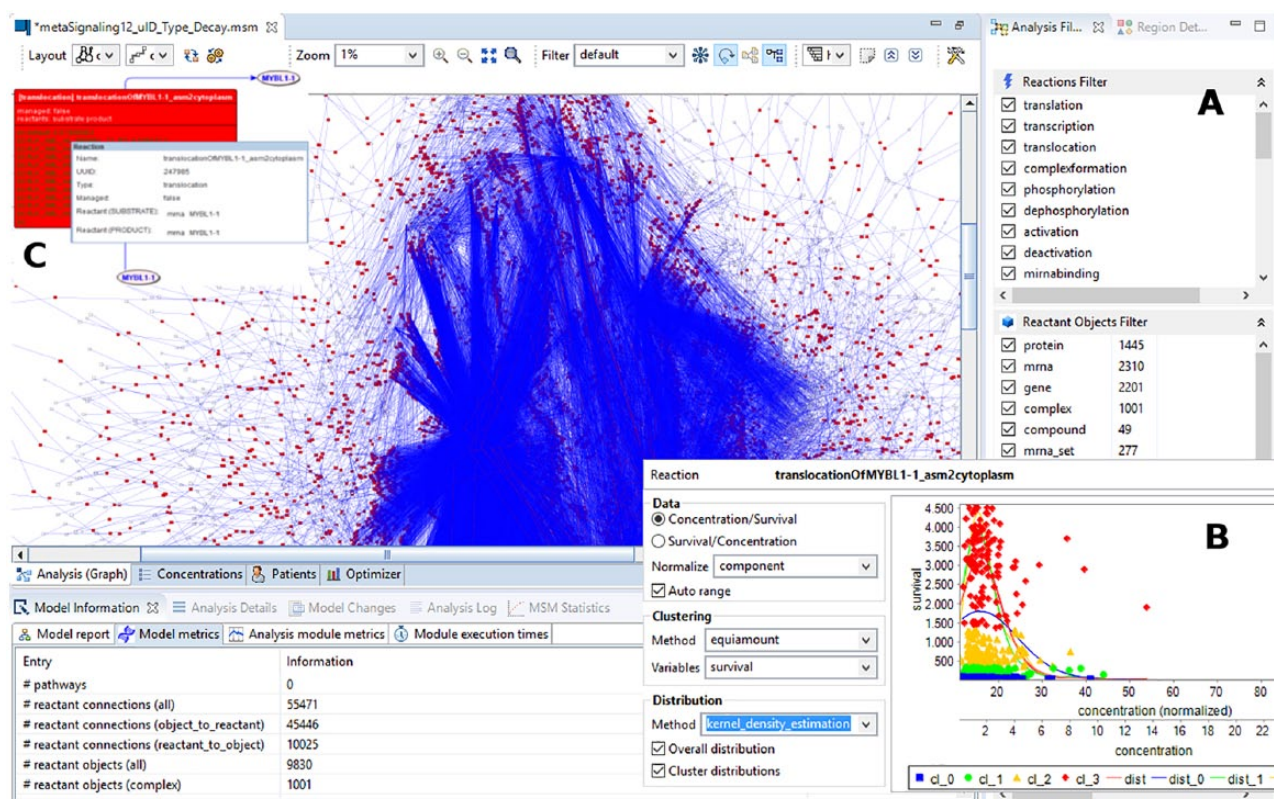 *metaSignaling12_uID_Type_Decay.msm
Layout
Zoom 1% Filter default
MYBL1-1
[translocation] translocationOfMYBL1-1_asm2cytoplasm
managed: false
reactants: substrate product
Reaction
Name: translocationOfMYBL1-1_asm2cytoplasm
UUID: 247985
Type: translocation
Managed: false
Reactant (SUBSTRATE): mrna MYBL1-1
Reactant (PRODUCT): mrna MYBL1-1
C
MYBL1-1
Analysis Fil... Region Det...
Reactions Filter
A
translation
transcription
translocation
complexformation
phosphorylation
dephosphorylation
activation
deactivation
mirnabinding
Reactant Objects Filter
protein 1445
mrna 2310
gene 2201
complex 1001
compound 49
mrna_set 277
Analysis (Graph) Concentrations Patients Optimizer
Model Information Analysis Details Model Changes Analysis Log MSM Statistics
Model report Model metrics Analysis module metrics Module execution times
Entry Information
# pathways 0
# reactant connections (all) 55471
# reactant connections (object_to_reactant) 45446
# reactant connections (reactant_to_object) 10025
# reactant objects (all) 9830
# reactant objects (complex) 1001
Reaction translocationOfMYBL1-1_asm2cytoplasm
Data
Concentration/Survival
Survival/Concentration
Normalize component
Auto range
Clustering
Method equiamount
Variables survival
Distribution
Method kernel_density_estimation
Overall distribution
Cluster distributions
B
survival
4.500
4.000
3.500
3.000
2.500
2.000
1.500
1.000
500
20 30 40 50 60 70 80
concentration (normalized)
2 4 6 8 10 12 14 16 18 20 22
concentration
cl_0 cl_1 cl_2 cl_3 dist dist_0 dist_1